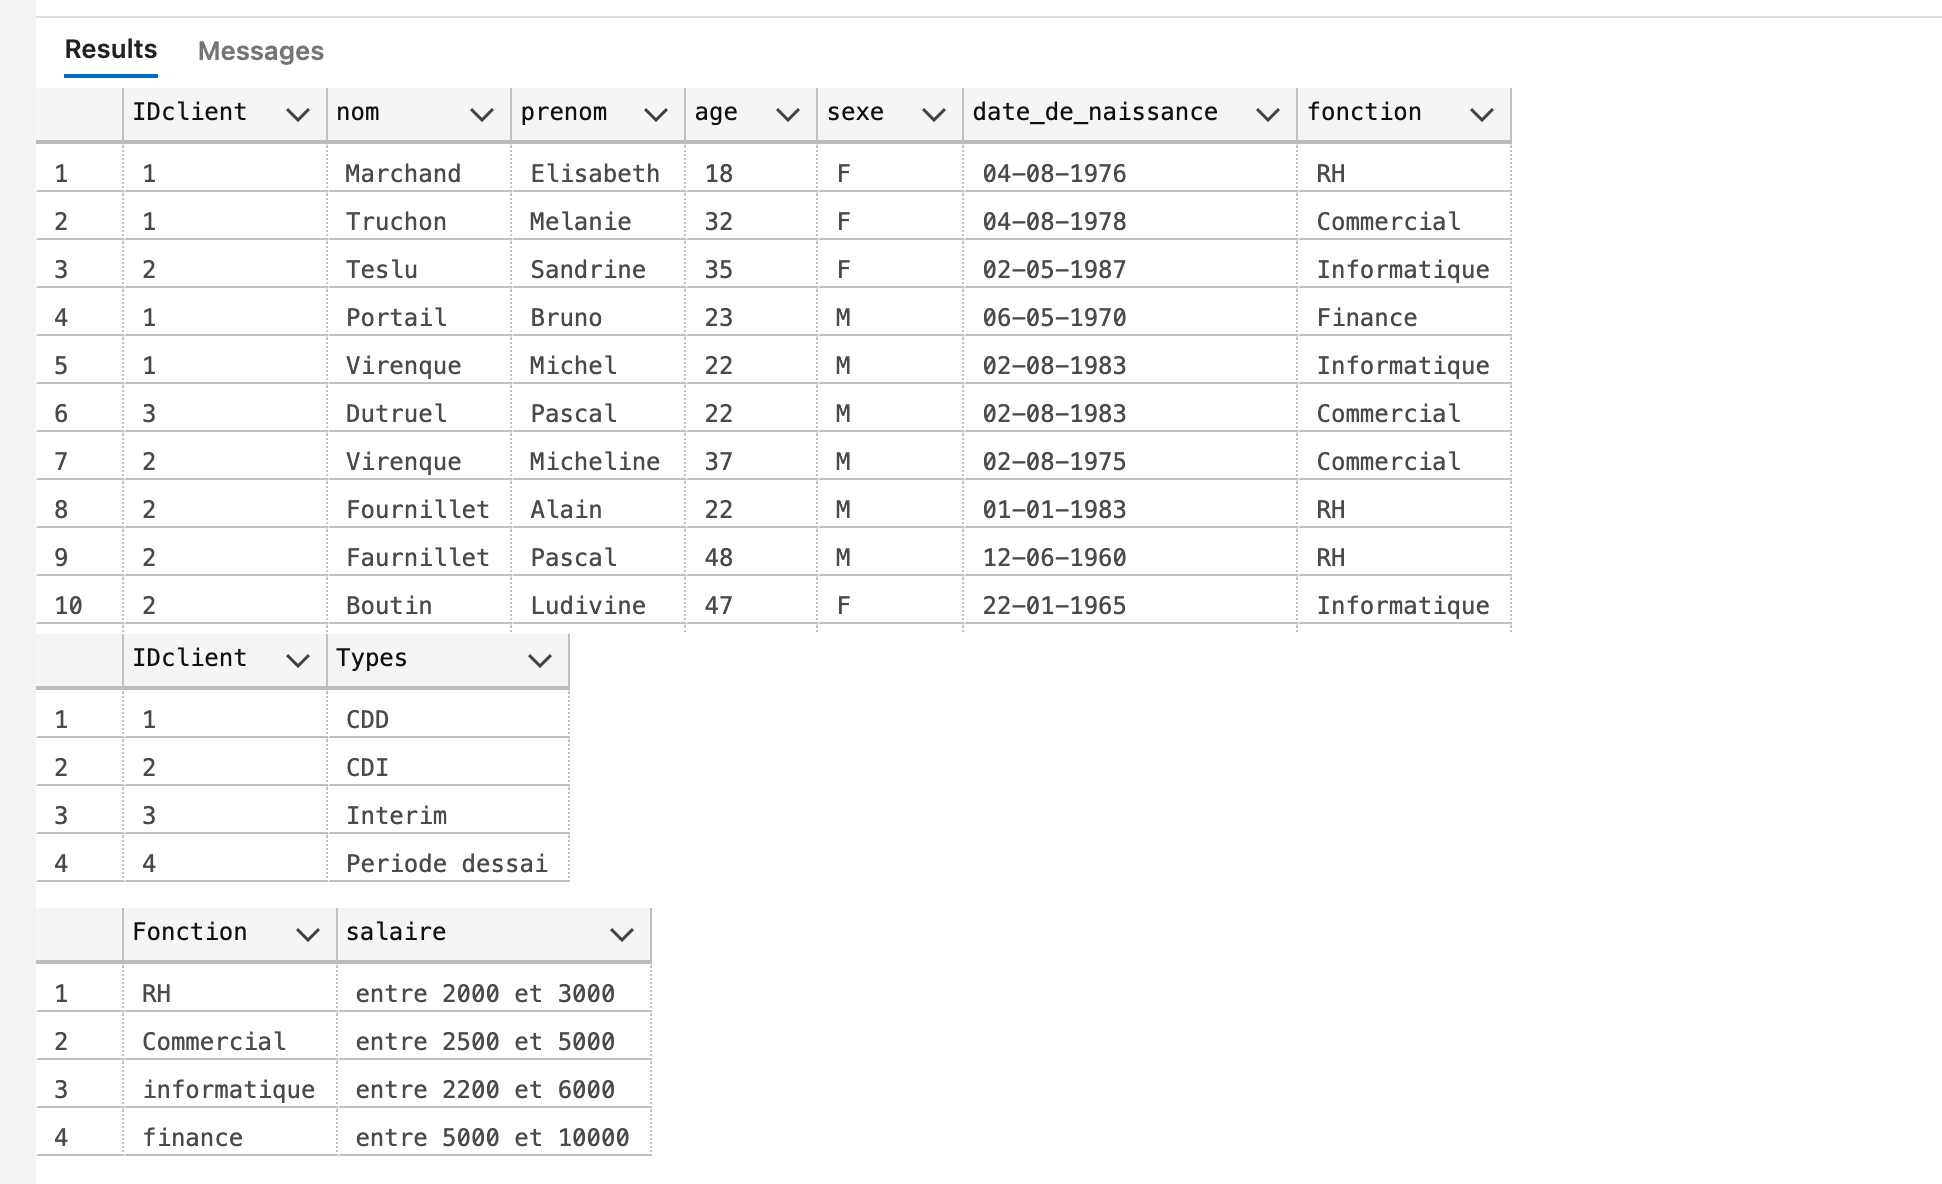 Results Messages
IDclient nom prenom age sexe date_de_naissance fonction
1 1 Marchand Elisabeth 18 F 04-08-1976 RH
2 1 Truchon Melanie 32 F 04-08-1978 Commercial
3 2 Teslu Sandrine 35 F 02-05-1987 Informatique
4 1 Portail Bruno 23 M 06-05-1970 Finance
5 1 Virenque Michel 22 M 02-08-1983 Informatique
6 3 Dutruel Pascal 22 M 02-08-1983 Commercial
7 2 Virenque Micheline 37 M 02-08-1975 Commercial
8 2 Fournillet Alain 22 M 01-01-1983 RH
9 2 Faurnillet Pascal 48 M 12-06-1960 RH
10 2 Boutin Ludivine 47 F 22-01-1965 Informatique
IDclient Types
1 1 CDD
2 2 CDI
3 3 Interim
4 4 Periode dessai
Fonction salaire
1 RH entre 2000 et 3000
2 Commercial entre 2500 et 5000
3 informatique entre 2200 et 6000
4 finance entre 5000 et 10000